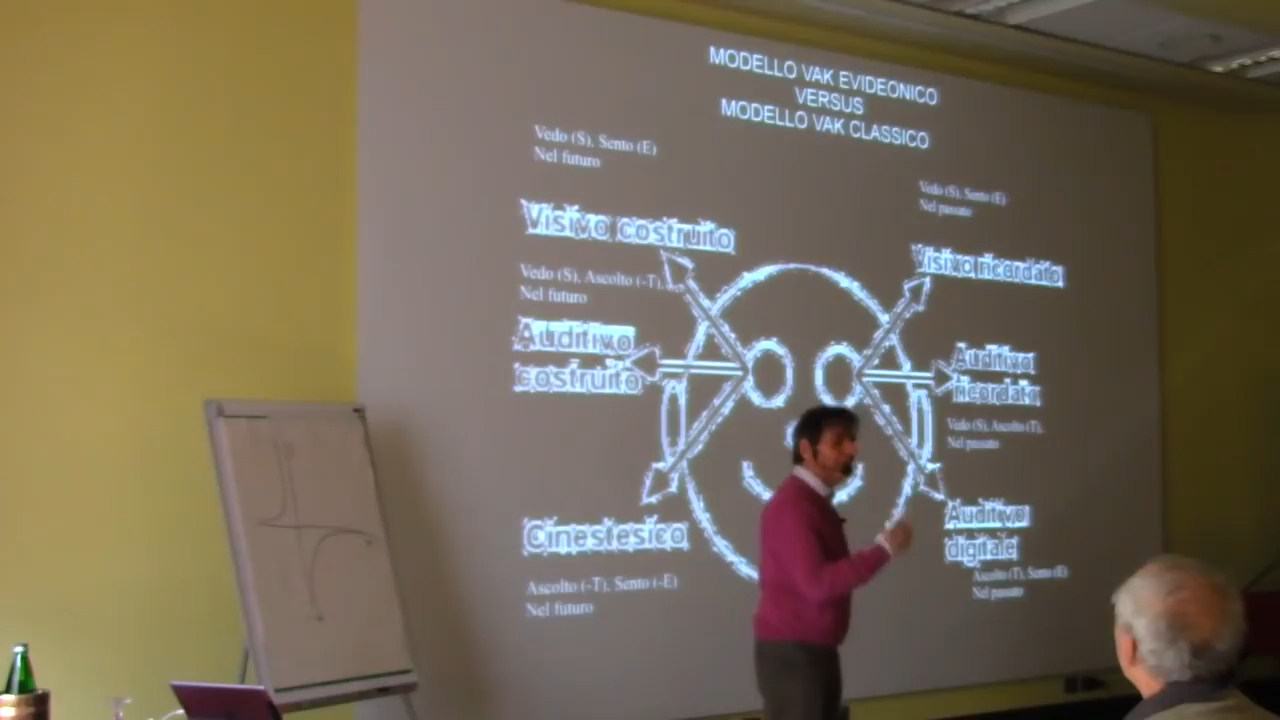 MODELLO VAK EVIDEONICO
VERSUS
MODELLO VAK CLASSICO
Vedo (S), Sento (E)
Nel futuro
Vedo (S), Sento (E)
Nel passato
Visivo costruito
Visivo ricordato
Vedo (S), Ascolto (-T),
Nel futuro
Auditivo
costruito
Auditivo
ricordato
Vedo (S), Ascolto (T),
Nel passato
Cinestesico
Auditivo
digitale
Ascolto (-T), Sento (-E)
Nel futuro
Ascolto (T), Sento (E)
Nel passato